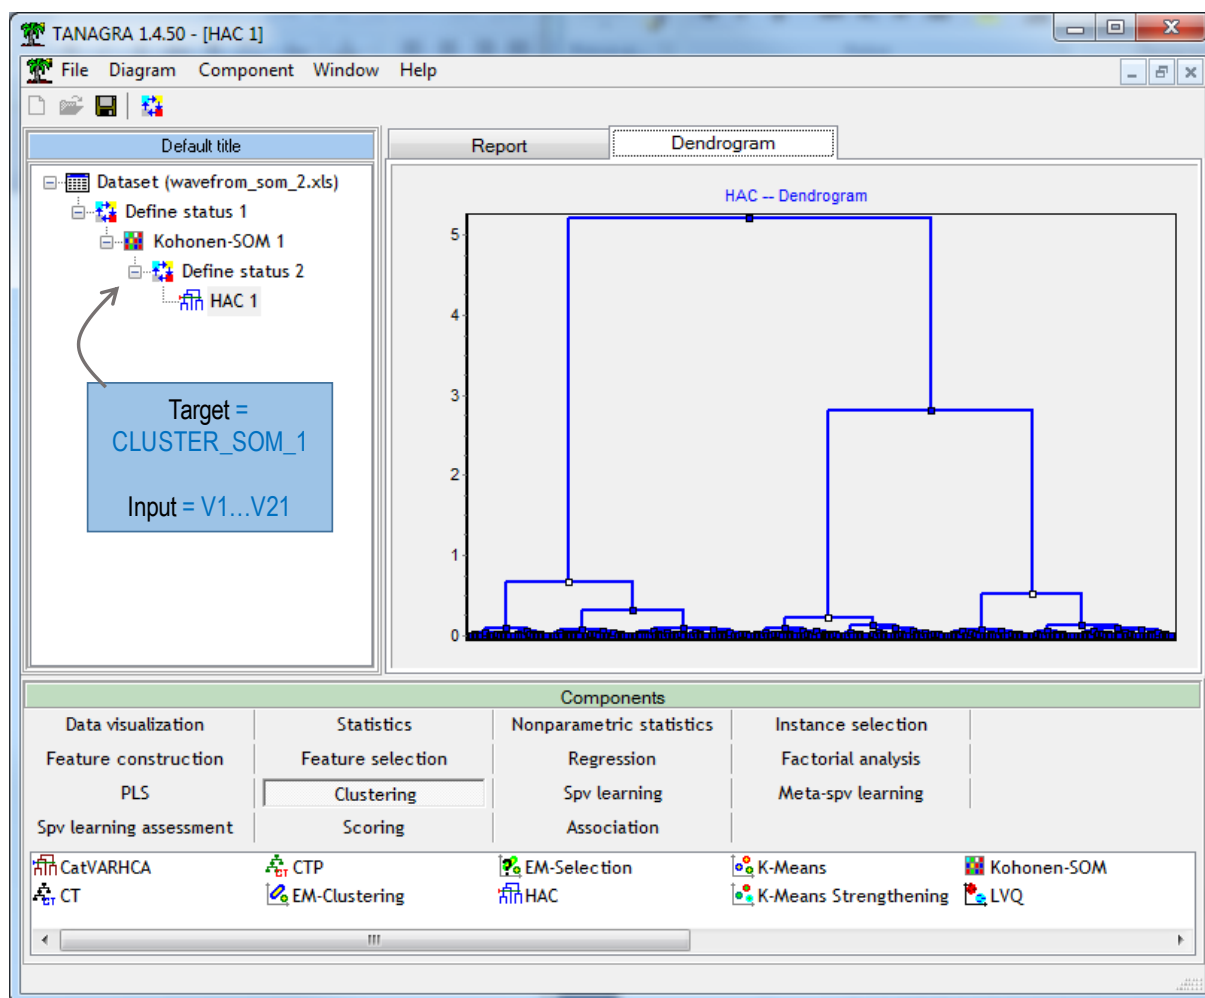 TANAGRA 1.4.50 - [HAC 1]
File Diagram Component Window Help
Default title
Dataset (wavefrom_som_2.xls)
Define status 1
Kohonen-SOM 1
Define status 2
HAC 1
Target =
CLUSTER_SOM_1
Input = V1...V21
Report Dendrogram
HAC -- Dendrogram
5
4
3
2
1
0
Components
Data visualization Statistics Nonparametric statistics Instance selection
Feature construction Feature selection Regression Factorial analysis
PLS Clustering Spv learning Meta-spv learning
Spv learning assessment Scoring Association
CatVARHCA CTP EM-Selection K-Means Kohonen-SOM
CT EM-Clustering HAC K-Means Strengthening LVQ